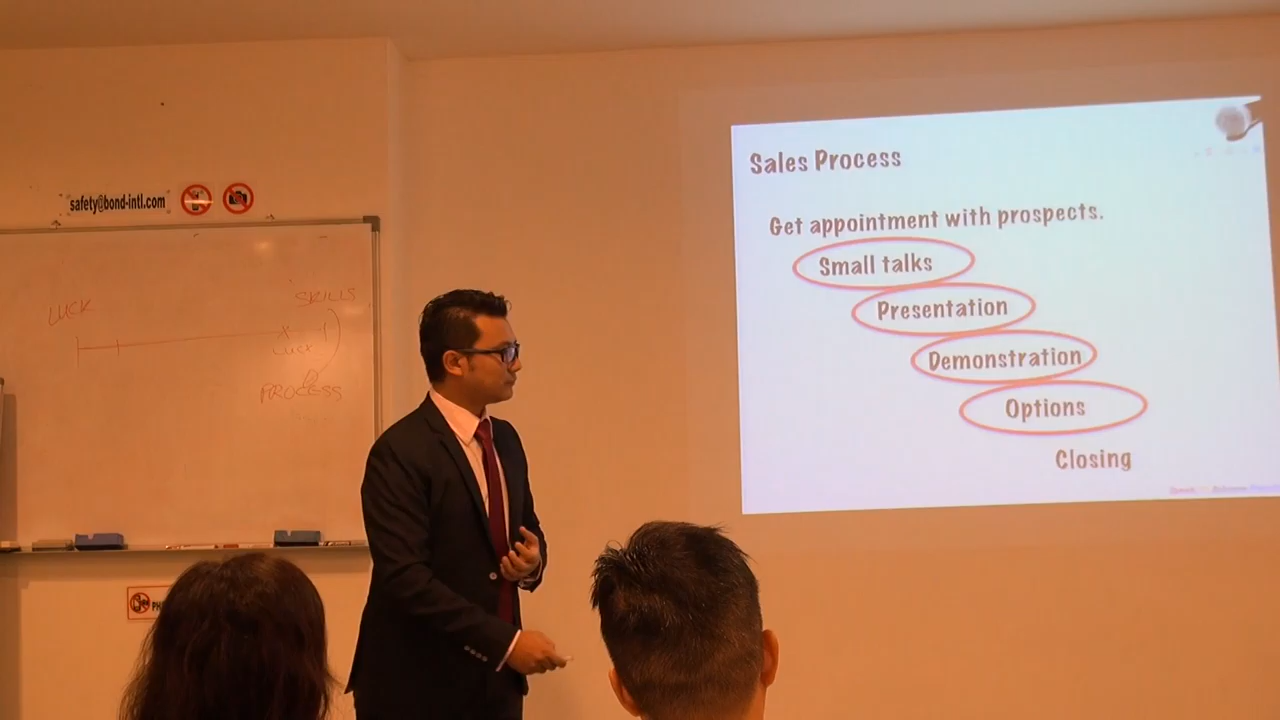 safety@bond-intl.com
LUCK
SKILLS
LUCK
PROCESS
PH
Sales Process
Get appointment with prospects.
Small talks
Presentation
Demonstration
Options
Closing